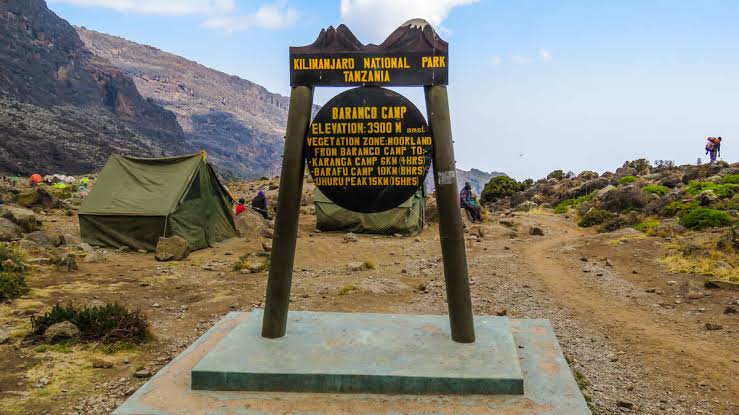 KILIMANJARO NATIONAL PARK
TANZANIA
BARANCO CAMP
ELEVATION:3900 M amsl
VEGETATION ZONE:NOORLAND
FROM BARANCO CAMP TO:-
-KARANGA CAMP 6KM (4HRS)
-BARAFU CAMP 10KM (8HRS)
UHURU PEAK 15KM (15HRS)